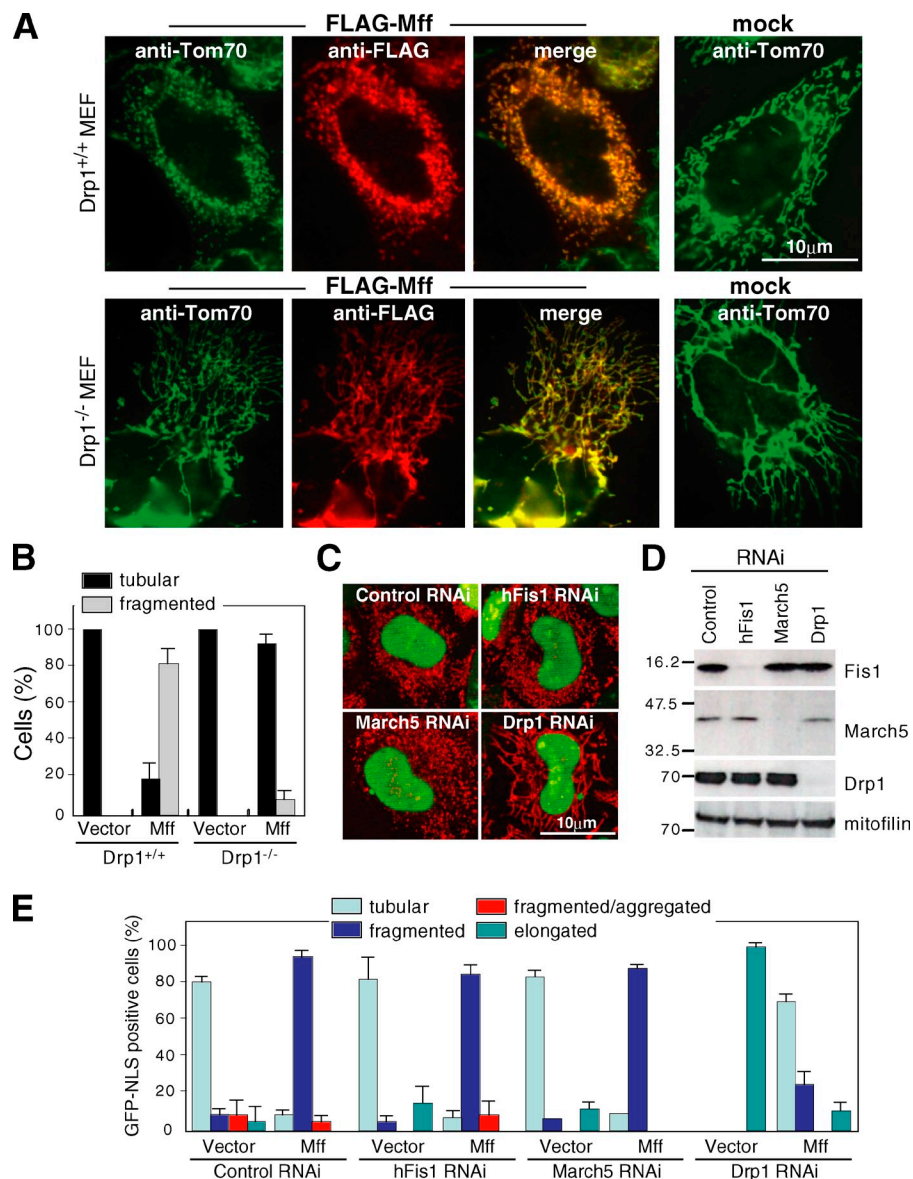 A
FLAG-Mff
mock
anti-Tom70
anti-FLAG
merge
anti-Tom70
Drp1+/+ MEF
10μm
FLAG-Mff
mock
anti-Tom70
anti-FLAG
merge
anti-Tom70
Drp1-/- MEF
B
tubular
fragmented
Cells (%)
100
80
60
40
20
0
Vector Mff Vector Mff
Drp1+/+ Drp1-/-
C
Control RNAi
hFis1 RNAi
March5 RNAi
Drp1 RNAi
10μm
D
RNAi
Control
hFis1
March5
Drp1
16.2
Fis1
47.5
March5
32.5
70
Drp1
70
mitofilin
E
tubular
fragmented
fragmented/aggregated
elongated
GFP-NLS positive cells (%)
100
80
60
40
20
0
Vector Mff Vector Mff Vector Mff Vector Mff
Control RNAi hFis1 RNAi March5 RNAi Drp1 RNAi